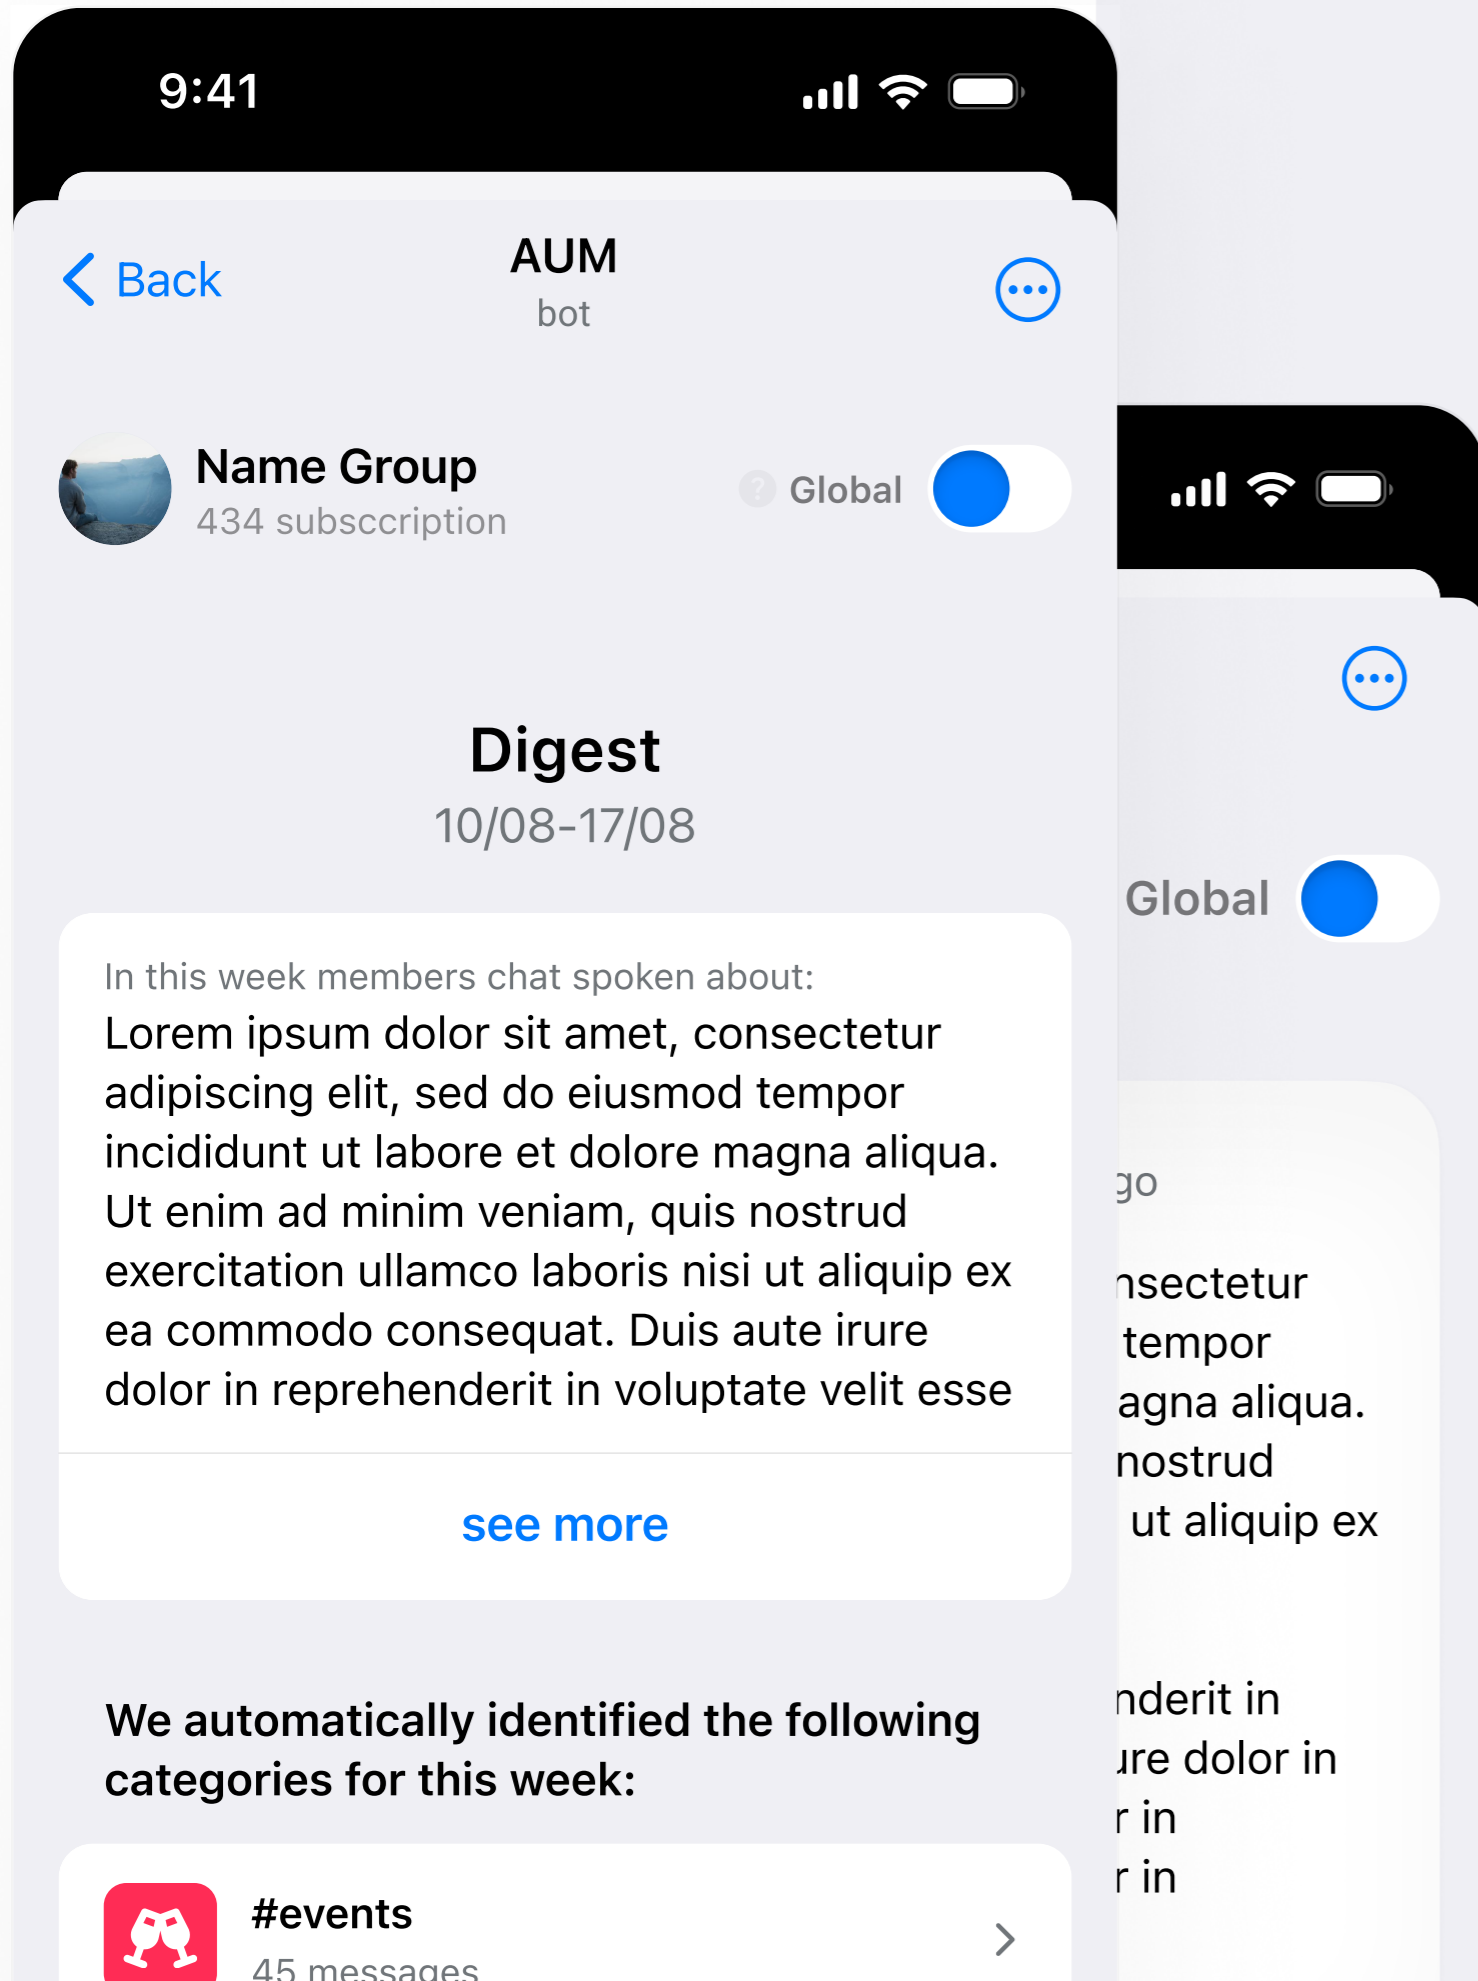 9:41
Back
AUM
bot
Name Group
434 subsccription
? Global
Digest
10/08-17/08
In this week members chat spoken about:
Lorem ipsum dolor sit amet, consectetur
adipiscing elit, sed do eiusmod tempor
incididunt ut labore et dolore magna aliqua.
Ut enim ad minim veniam, quis nostrud
exercitation ullamco laboris nisi ut aliquip ex
ea commodo consequat. Duis aute irure
dolor in reprehenderit in voluptate velit esse
see more
We automatically identified the following
categories for this week:
#events
45 messages
Global
go
nsectetur
tempor
agna aliqua.
nostrud
ut aliquip ex
nderit in
ure dolor in
r in
r in